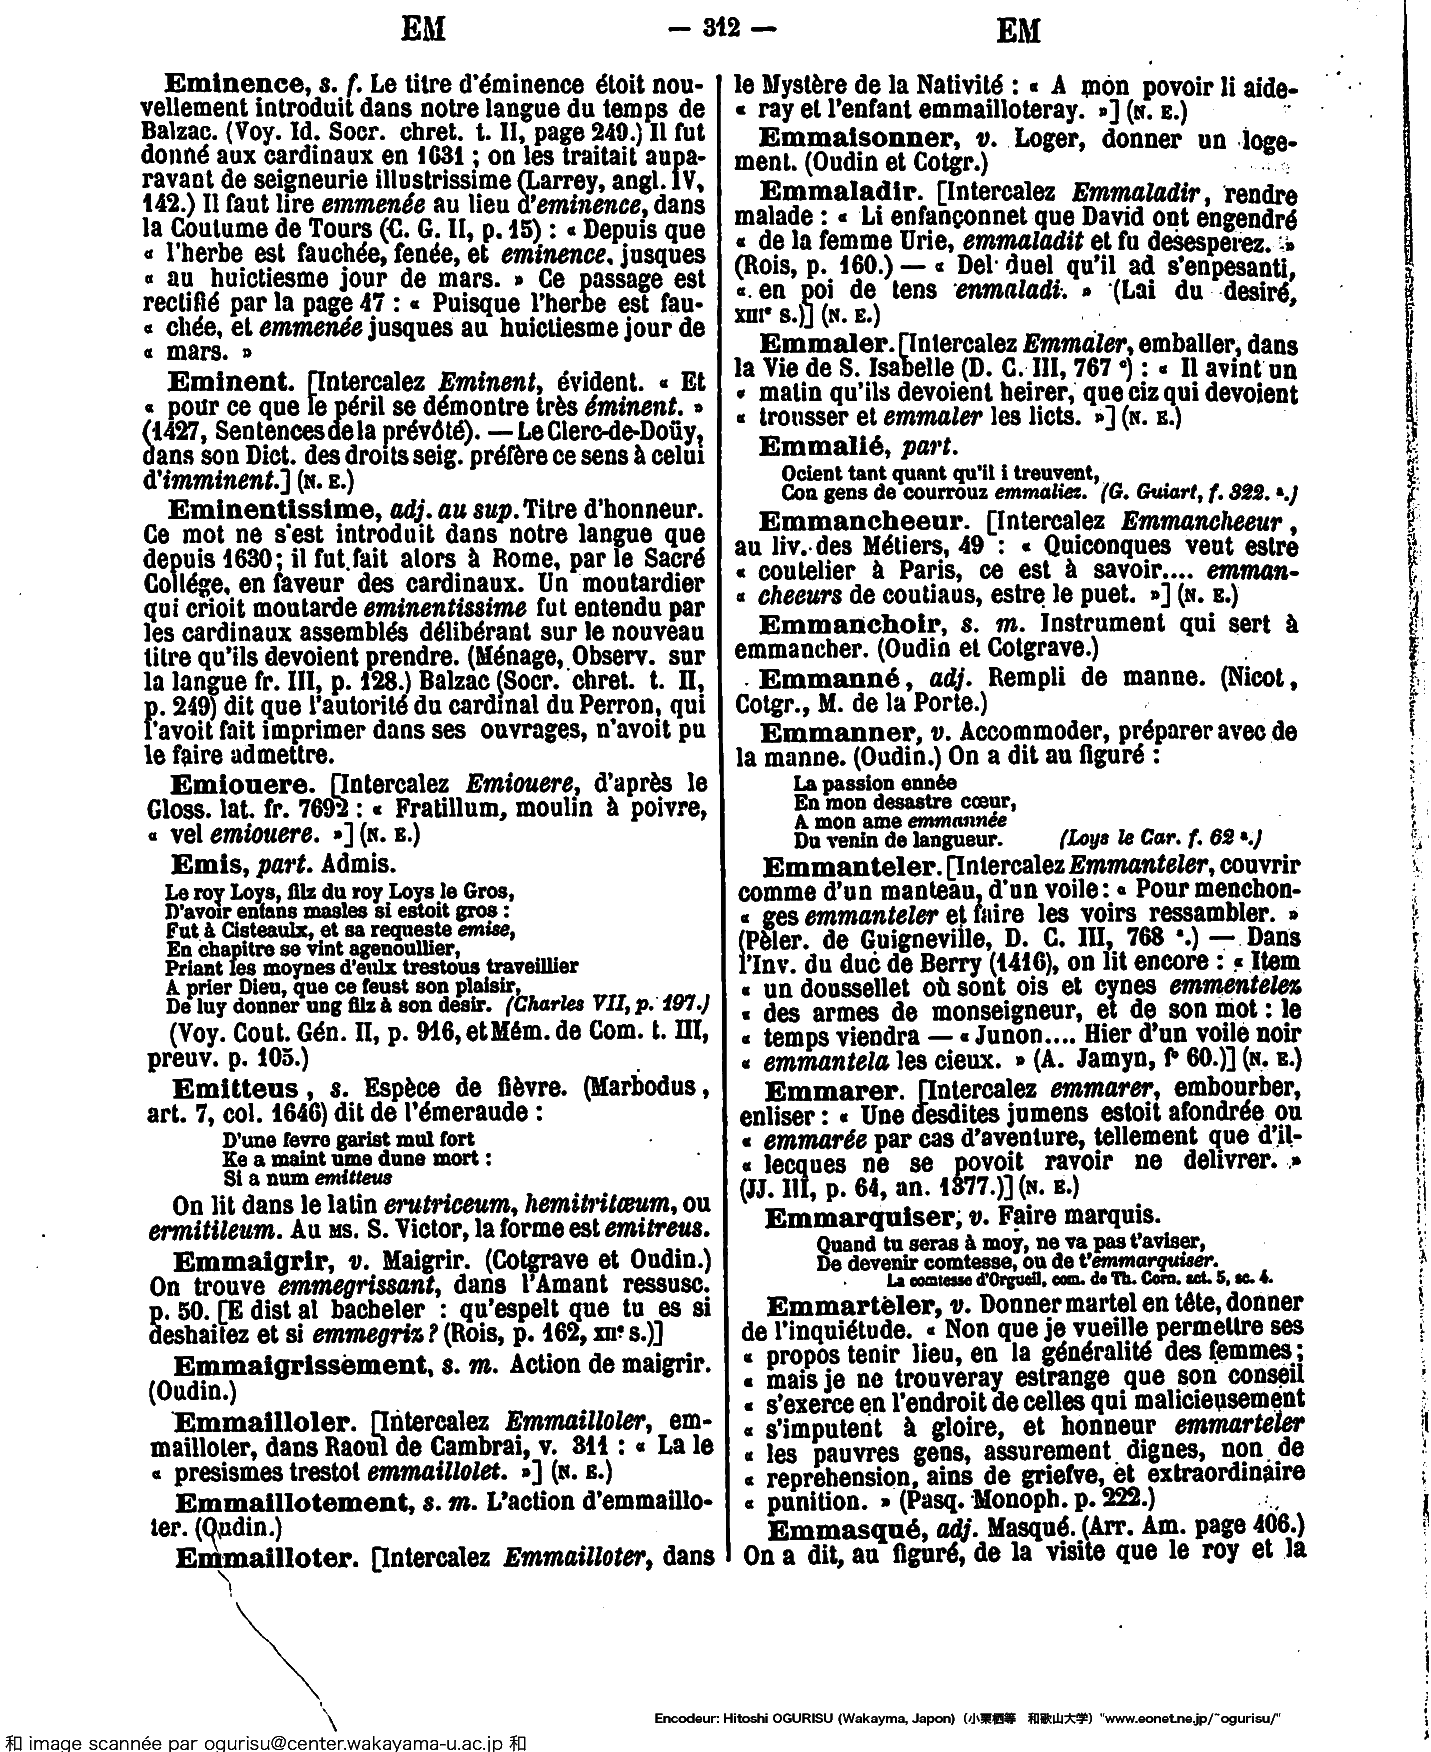 EM
— 312 —
EM
Eminence, s. f. Le titre d'éminence étoit nou-
vellement introduit dans notre langue du temps de
Balzac. (Voy. Id. Socr. chret. t. II, page 249.) Il fut
donné aux cardinaux en 1631 ; on les traitait aupa-
ravant de seigneurie illustrissime (Larrey, angl. IV,
142.) Il faut lire emmenée au lieu d'eminence, dans
la Coutume de Tours (C. G. II, p. 15) : « Depuis que
« l'herbe est fauchée, fenée, et eminence, jusques
« au huictiesme jour de mars. » Ce passage est
rectifié par la page 47 : « Puisque l'herbe est fau-
« chée, et emmenée jusques au huictiesme jour de
« mars. »
Eminent. [Intercalez Eminent, évident. « Et
« pour ce que le péril se démontre très éminent. »
(1427, Sentences de la prévôté). — Le Clerc-de-Doüy,
dans son Dict. des droits seig. préfère ce sens à celui
d'imminent.] (N. E.)
Eminentissime, adj. au sup. Titre d'honneur.
Ce mot ne s'est introduit dans notre langue que
depuis 1630; il fut fait alors à Rome, par le Sacré
Collége, en faveur des cardinaux. Un moutardier
qui crioit moutarde eminentissime fut entendu par
les cardinaux assemblés délibérant sur le nouveau
titre qu'ils devoient prendre. (Ménage, Observ. sur
la langue fr. III, p. 128.) Balzac (Socr. chret. t. II,
p. 249) dit que l'autorité du cardinal du Perron, qui
l'avoit fait imprimer dans ses ouvrages, n'avoit pu
le faire admettre.
Emiouere. [Intercalez Emiouere, d'après le
Gloss. lat. fr. 7692 : « Fratillum, moulin à poivre,
« vel emiouere. »] (N. E.)
Emis, part. Admis.
Le roy Loys, filz du roy Loys le Gros,
D'avoir enfans masles si estoit gros :
Fut à Cisteaulx, et sa requeste emise,
En chapitre se vint agenoullier,
Priant les moynes d'eulx trestous traveillier
A prier Dieu, que ce feust son plaisir,
De luy donner ung filz à son desir. (Charles VII, p. 197.)
(Voy. Cout. Gén. II, p. 916, et Mém. de Com. t. III,
preuv. p. 105.)
Emitteus, s. Espèce de fièvre. (Marbodus,
art. 7, col. 1646) dit de l'émeraude :
D'une fevre garist mul fort
Ke a maint ume dune mort :
Si a num emitteus
On lit dans le latin erutriceum, hemitritœum, ou
ermitileum. Au MS. S. Victor, la forme est emitreus.
Emmaigrir, v. Maigrir. (Cotgrave et Oudin.)
On trouve emmegrissant, dans l'Amant ressusc.
p. 50. [E dist al bacheler : qu'espelt que tu es si
deshaitez et si emmegriz ? (Rois, p. 162, XIIe s.)]
Emmaigrissement, s. m. Action de maigrir.
(Oudin.)
Emmailloler. [Intercalez Emmailloler, em-
mailloter, dans Raoul de Cambrai, v. 311 : « La le
« presismes trestot emmaillolet. »] (N. E.)
Emmaillotement, s. m. L'action d'emmaillo-
ter. (Oudin.)
Emmailloter. [Intercalez Emmailloter, dans
le Mystère de la Nativité : « A mon povoir li aide-
« ray et l'enfant emmailloteray. »] (N. E.)
Emmaisonner, v. Loger, donner un loge-
ment. (Oudin et Cotgr.)
Emmaladir. [Intercalez Emmaladir, rendre
malade : « Li enfançonnet que David ont engendré
« de la femme Urie, emmaladit et fu desesperez. »
(Rois, p. 160.) — « Del duel qu'il ad s'enpesanti,
« en poi de tens enmaladi. » (Lai du desiré,
XIIIe s.)] (N. E.)
Emmaler. [Intercalez Emmaler, emballer, dans
la Vie de S. Isabelle (D. C. III, 767 c) : « Il avint un
« matin qu'ils devoient heirer, que ciz qui devoient
« trousser et emmaler les licts. »] (N. E.)
Emmalié, part.
Ocient tant quant qu'il i treuvent,
Con gens de courrouz emmaliez. (G. Guiart, f. 322. a.)
Emmancheeur. [Intercalez Emmancheeur,
au liv. des Métiers, 49 : « Quiconques veut estre
« coutelier à Paris, ce est à savoir.... emman-
« cheeurs de coutiaus, estre le puet. »] (N. E.)
Emmanchoir, s. m. Instrument qui sert à
emmancher. (Oudin et Cotgrave.)
Emmanné, adj. Rempli de manne. (Nicot,
Cotgr., M. de la Porte.)
Emmanner, v. Accommoder, préparer avec de
la manne. (Oudin.) On a dit au figuré :
La passion ennée
En mon desastre cœur,
A mon ame emmannée
Du venin de langueur. (Loys le Car. f. 62 a.)
Emmanteler. [Intercalez Emmanteler, couvrir
comme d'un manteau, d'un voile : « Pour menchon-
« ges emmanteler et faire les voirs ressambler. »
(Pèler. de Guigneville, D. C. III, 768 a.) — Dans
l'Inv. du duc de Berry (1416), on lit encore : « Item
« un doussellet où sont ois et cynes emmentelez
« des armes de monseigneur, et de son mot : le
« temps viendra — « Junon.... Hier d'un voile noir
« emmantela les cieux. » (A. Jamyn, fo 60.)] (N. E.)
Emmarer. [Intercalez emmarer, embourber,
enliser : « Une desdites jumens estoit afondrée ou
« emmarée par cas d'aventure, tellement que d'il-
« lecques ne se povoit ravoir ne delivrer. »
(JJ. III, p. 64, an. 1377.)] (N. E.)
Emmarquiser, v. Faire marquis.
Quand tu seras à moy, ne va pas t'aviser,
De devenir comtesse, ou de t'emmarquiser.
La comtesse d'Orgueil, com. de Th. Corn. act. 5, sc. 4.
Emmarteler, v. Donner martel en tête, donner
de l'inquiétude. « Non que je vueille permettre ses
« propos tenir lieu, en la généralité des femmes ;
« mais je ne trouveray estrange que son conseil
« s'exerce en l'endroit de celles qui malicieusement
« s'imputent à gloire, et honneur emmarteler
« les pauvres gens, assurement dignes, non de
« reprehension, ains de griefve, et extraordinaire
« punition. » (Pasq. Monoph. p. 222.)
Emmasqué, adj. Masqué. (Arr. Am. page 406.)
On a dit, au figuré, de la visite que le roy et la
Encodeur: Hitoshi OGURISU (Wakayma, Japon) (小栗栖等 和歌山大学) "www.eonet.ne.jp/~ogurisu/"
和 image scannée par ogurisu@center.wakayama-u.ac.jp 和